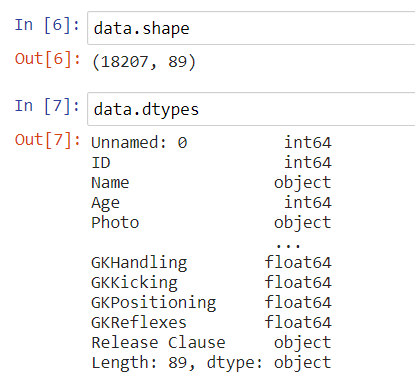 In [6]: data.shape
Out[6]: (18207, 89)
In [7]: data.dtypes
Out[7]: Unnamed: 0 int64
ID int64
Name object
Age int64
Photo object
...
GKHandling float64
GKKicking float64
GKPositioning float64
GKReflexes float64
Release Clause object
Length: 89, dtype: object